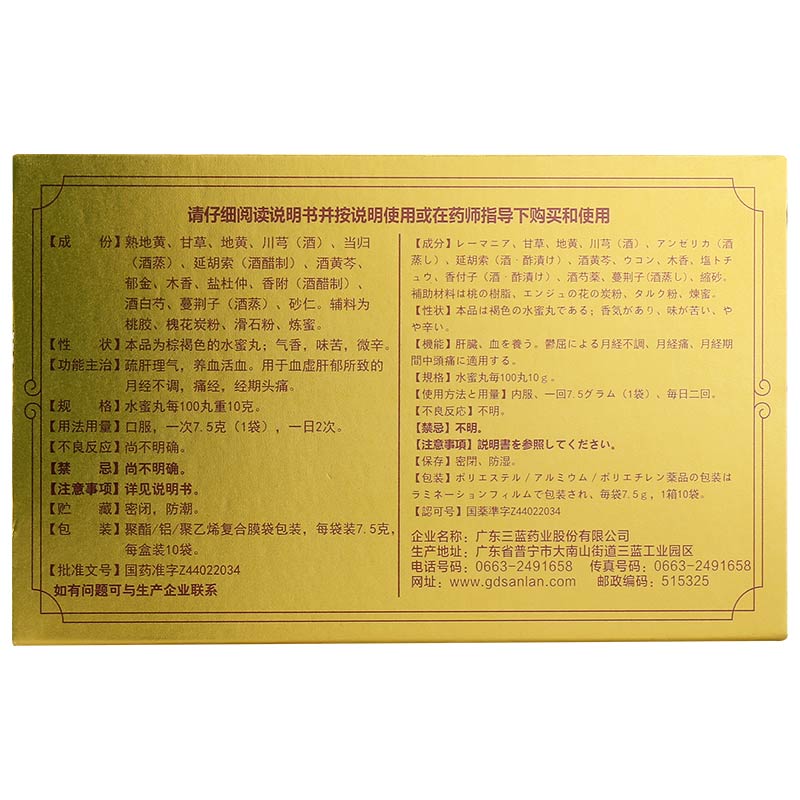 请仔细阅读说明书并按说明使用或在药师指导下购买和使用
【成　份】熟地黄、甘草、地黄、川芎（酒）、当归
（酒蒸）、延胡索（酒醋制）、酒黄芩、
郁金、木香、盐杜仲、香附（酒醋制）、
酒白芍、蔓荆子（酒蒸）、砂仁。辅料为
桃胶、槐花炭粉、滑石粉、炼蜜。
【性　状】本品为棕褐色的水蜜丸；气香，味苦，微辛。
【功能主治】疏肝理气，养血活血。用于血虚肝郁所致的
月经不调，痛经，经期头痛。
【规　格】水蜜丸每100丸重10克。
【用法用量】口服，一次7.5克（1袋），一日2次。
【不良反应】尚不明确。
【禁　忌】尚不明确。
【注意事项】详见说明书。
【贮　藏】密闭，防潮。
【包　装】聚酯/铝/聚乙烯复合膜袋包装，每袋装7.5克，
每盒装10袋。
【批准文号】国药准字Z44022034
如有问题可与生产企业联系
【成分】レーマニア、甘草、地黄、川芎（酒）、アンゼリカ（酒
蒸し）、延胡索（酒・酢漬け）、酒黄芩、ウコン、木香、塩トチ
ュウ、香付子（酒・酢漬け）、酒芍薬、蔓荊子(酒蒸し）、縮砂。
補助材料は桃の樹脂、エンジュの花の炭粉、タルク粉、煉蜜。
【性状】本品は褐色の水蜜丸である；香気があり、味が苦い、や
や辛い。
【機能】肝臓、血を養う。鬱屈による月経不調、月経痛、月経期
間中頭痛に適用する。
【規格】水蜜丸每100丸10ｇ。
【使用方法と用量】内服、一回7.5グラム（1袋）、每日二回。
【不良反応】不明。
【禁忌】不明。
【注意事項】説明書を参照してください。
【保存】密閉、防湿。
【包装】ポリエステル/アルミウム/ポリエチレン薬品の包装は
ラミネーションフィルムで包装され、每袋7.5ｇ，1箱10袋。
【認可号】国薬準字Z44022034
企业名称：广东三蓝药业股份有限公司
生产地址：广东省普宁市大南山街道三蓝工业园区
电话号码：0663-2491658　传真号码：0663-2491658
网址：www.gdsanlan.com　邮政编码：515325